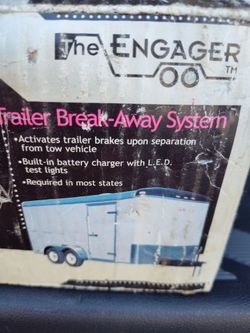 The ENGAGER
TM
Trailer Break-Away System
•Activates trailer brakes upon separation
from tow vehicle
•Built-in battery charger with L.E.D.
test lights
•Required in most states